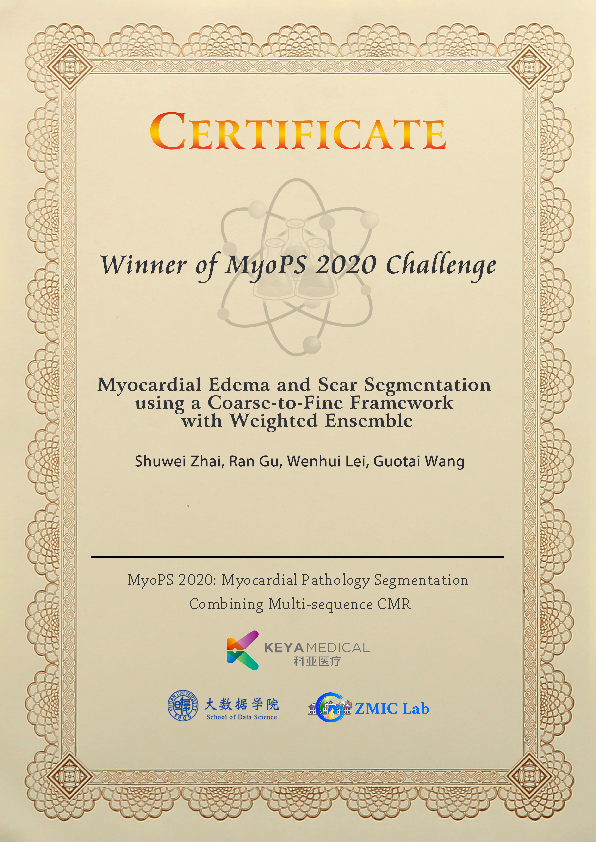 CERTIFICATE
Winner of MyoPS 2020 Challenge
Myocardial Edema and Scar Segmentation
using a Coarse-to-Fine Framework
with Weighted Ensemble
Shuwei Zhai, Ran Gu, Wenhui Lei, Guotai Wang
MyoPS 2020: Myocardial Pathology Segmentation
Combining Multi-sequence CMR
KEYA MEDICAL
科亚医疗
大数据学院
School of Data Science
ZMIC Lab